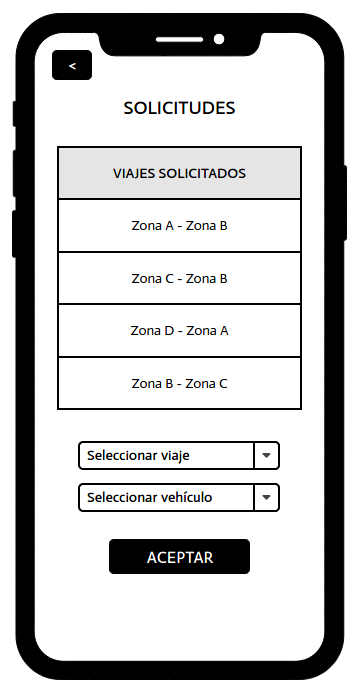 <
SOLICITUDES
VIAJES SOLICITADOS
Zona A - Zona B
Zona C - Zona B
Zona D - Zona A
Zona B - Zona C
Seleccionar viaje
Seleccionar vehículo
ACEPTAR